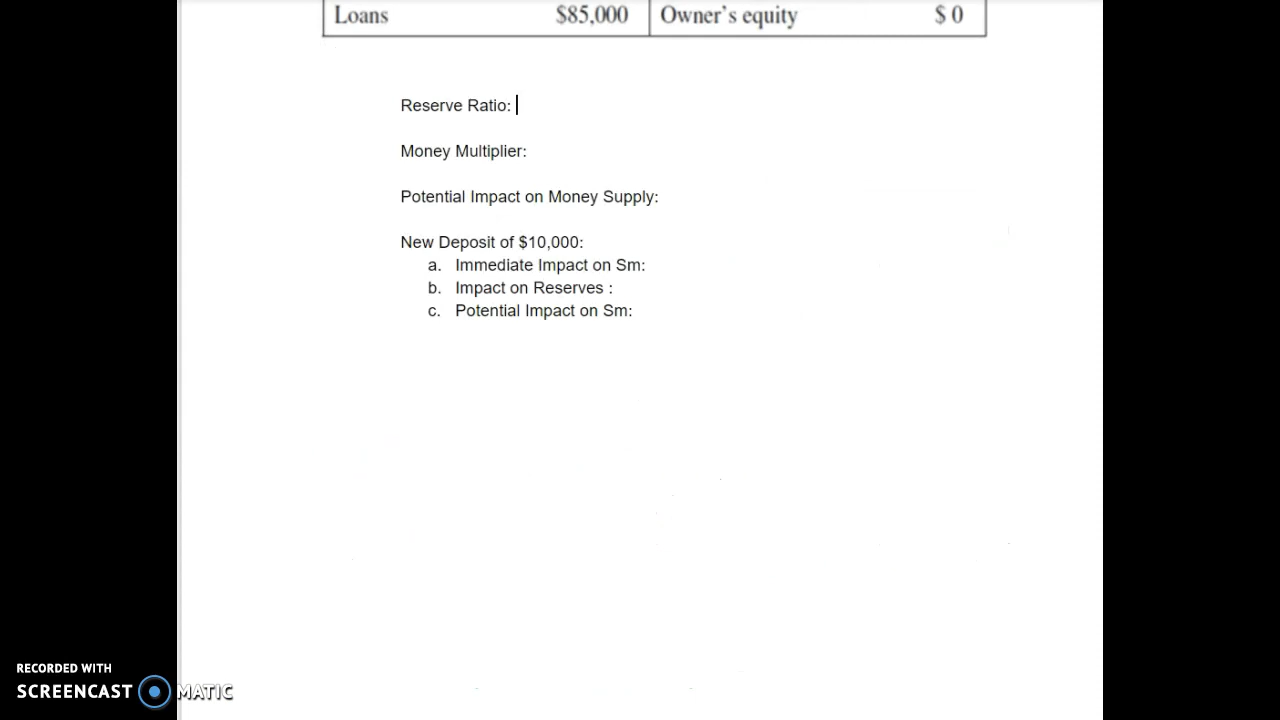 Loans $85,000 Owner's equity $0
Reserve Ratio:
Money Multiplier:
Potential Impact on Money Supply:
New Deposit of $10,000:
a. Immediate Impact on Sm:
b. Impact on Reserves :
c. Potential Impact on Sm:
RECORDED WITH
SCREENCAST MATIC